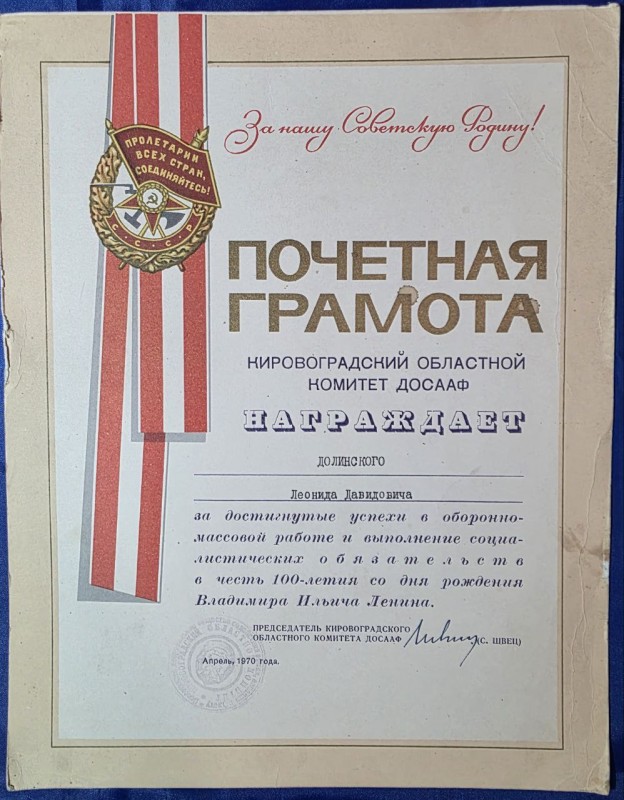 За нашу Советскую Родину!
ПРОЛЕТАРИИ
ВСЕХ СТРАН,
СОЕДИНЯЙТЕСЬ!
С·С·С·Р
ПОЧЕТНАЯ
ГРАМОТА
КИРОВОГРАДСКИЙ ОБЛАСТНОЙ
КОМИТЕТ ДОСААФ
НАГРАЖДАЕТ
ДОЛИНСКОГО
Леонида Давидовича
за достигнутые успехи в оборонно-
массовой работе и выполнение социа-
листических обязательств
в честь 100-летия со дня рождения
Владимира Ильича Ленина.
ПРЕДСЕДАТЕЛЬ КИРОВОГРАДСКОГО
ОБЛАСТНОГО КОМИТЕТА ДОСААФ (С. ШВЕЦ)
Апрель, 1970 года.